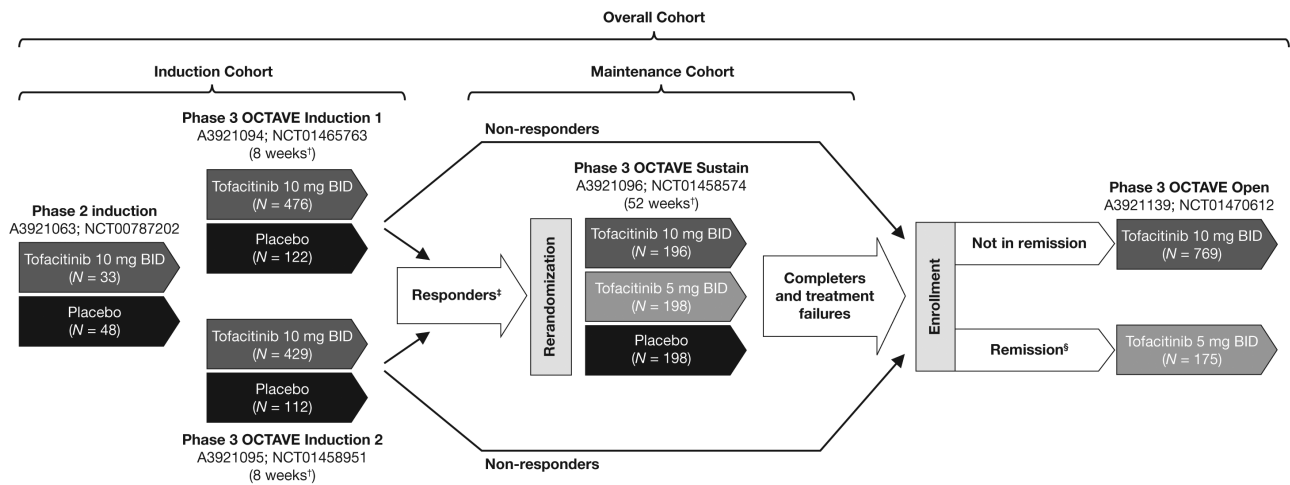 Overall Cohort
Induction Cohort
Maintenance Cohort
Phase 2 induction
A3921063; NCT00787202
Tofacitinib 10 mg BID
(N = 33)
Placebo
(N = 48)
Phase 3 OCTAVE Induction 1
A3921094; NCT01465763
(8 weeks†)
Tofacitinib 10 mg BID
(N = 476)
Placebo
(N = 122)
Tofacitinib 10 mg BID
(N = 429)
Placebo
(N = 112)
Phase 3 OCTAVE Induction 2
A3921095; NCT01458951
(8 weeks†)
Non-responders
Responders‡
Non-responders
Rerandomization
Phase 3 OCTAVE Sustain
A3921096; NCT01458574
(52 weeks†)
Tofacitinib 10 mg BID
(N = 196)
Tofacitinib 5 mg BID
(N = 198)
Placebo
(N = 198)
Completers
and treatment
failures
Enrollment
Not in remission
Remission§
Phase 3 OCTAVE Open
A3921139; NCT01470612
Tofacitinib 10 mg BID
(N = 769)
Tofacitinib 5 mg BID
(N = 175)